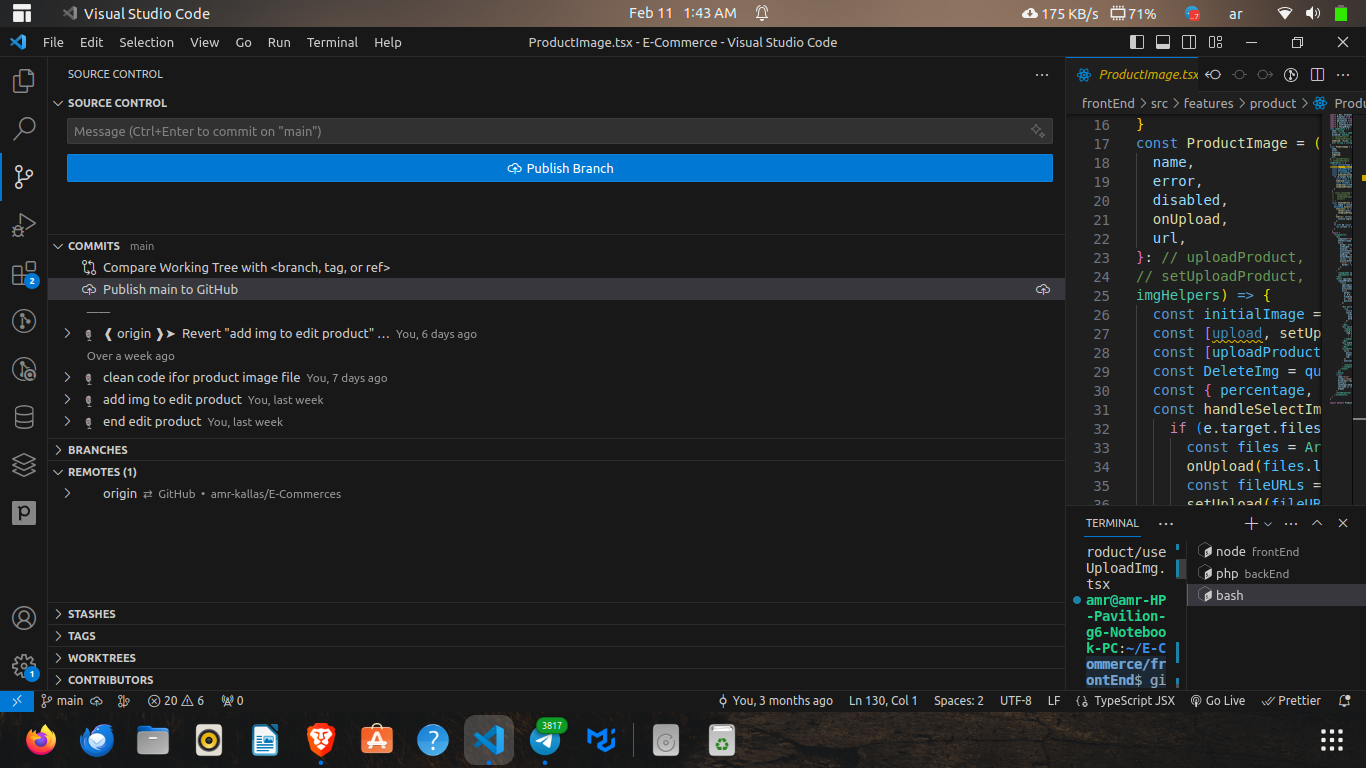 Visual Studio Code
Feb 11 1:43 AM
175 KB/s
71%
ar
File Edit Selection View Go Run Terminal Help
ProductImage.tsx - E-Commerce - Visual Studio Code
SOURCE CONTROL
SOURCE CONTROL
Message (Ctrl+Enter to commit on "main")
Publish Branch
COMMITS main
Compare Working Tree with <branch, tag, or ref>
Publish main to GitHub
❰ origin ❱➤ Revert "add img to edit product" … You, 6 days ago
Over a week ago
clean code ifor product image file You, 7 days ago
add img to edit product You, last week
end edit product You, last week
BRANCHES
REMOTES (1)
origin ⇄ GitHub • amr-kallas/E-Commerces
STASHES
TAGS
WORKTREES
CONTRIBUTORS
2
1
ProductImage.tsx
frontEnd > src > features > product > Produ
16 }
17 const ProductImage = (
18 name,
19 error,
20 disabled,
21 onUpload,
22 url,
23 }: // uploadProduct,
24 // setUploadProduct,
25 imgHelpers) => {
26 const initialImage =
27 const [upload, setUp
28 const [uploadProduct
29 const DeleteImg = qu
30 const { percentage,
31 const handleSelectIm
32 if (e.target.files
33 const files = Ar
34 onUpload(files.l
35 const fileURLs =
36 setUpload(fileUR
TERMINAL
roduct/use
UploadImg.
tsx
amr@amr-HP
-Pavilion-
g6-Noteboo
k-PC:~/E-C
ommerce/fr
ontEnd$ gi
node frontEnd
php backEnd
bash
main
20 6
0
You, 3 months ago
Ln 130, Col 1
Spaces: 2
UTF-8
LF
TypeScript JSX
Go Live
Prettier
3817